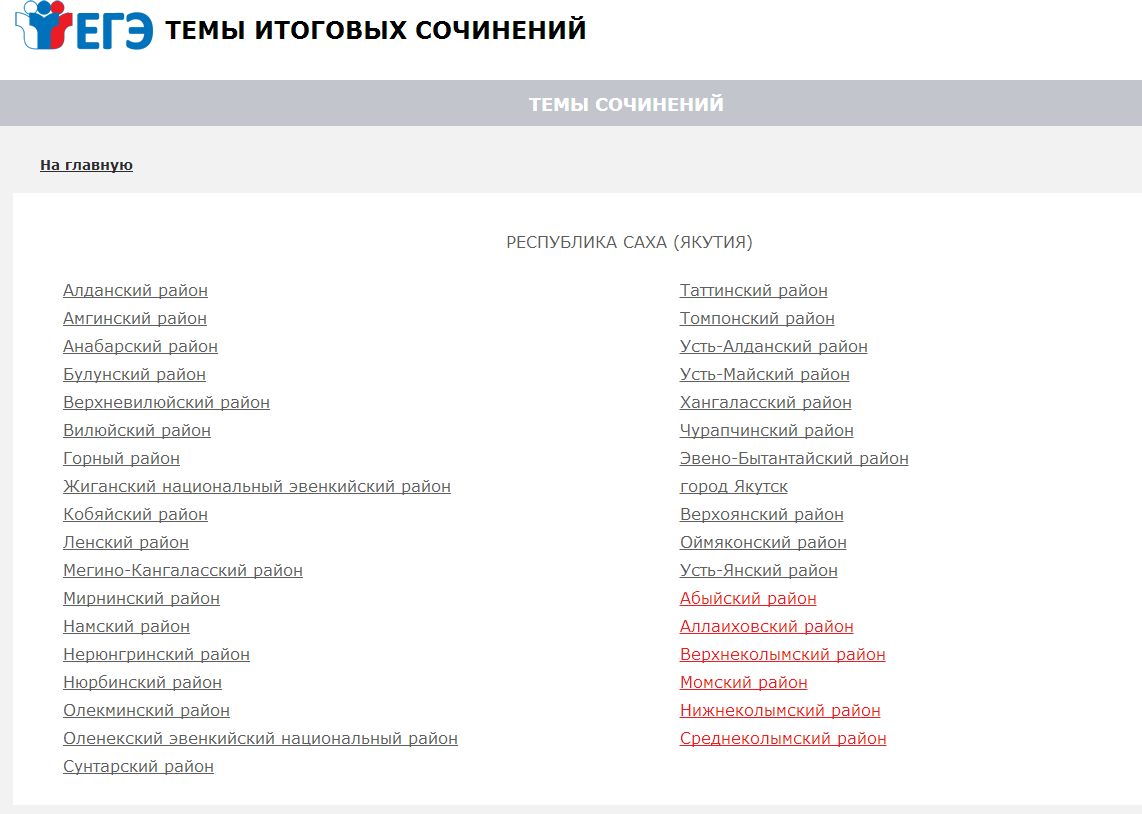 ЕГЭ ТЕМЫ ИТОГОВЫХ СОЧИНЕНИЙ
ТЕМЫ СОЧИНЕНИЙ
На главную
РЕСПУБЛИКА САХА (ЯКУТИЯ)
Алданский район
Амгинский район
Анабарский район
Булунский район
Верхневилюйский район
Вилюйский район
Горный район
Жиганский национальный эвенкийский район
Кобяйский район
Ленский район
Мегино-Кангаласский район
Мирнинский район
Намский район
Нерюнгринский район
Нюрбинский район
Олекминский район
Оленекский эвенкийский национальный район
Сунтарский район
Таттинский район
Томпонский район
Усть-Алданский район
Усть-Майский район
Хангаласский район
Чурапчинский район
Эвено-Бытантайский район
город Якутск
Верхоянский район
Оймяконский район
Усть-Янский район
Абыйский район
Аллаиховский район
Верхнеколымский район
Момский район
Нижнеколымский район
Среднеколымский район